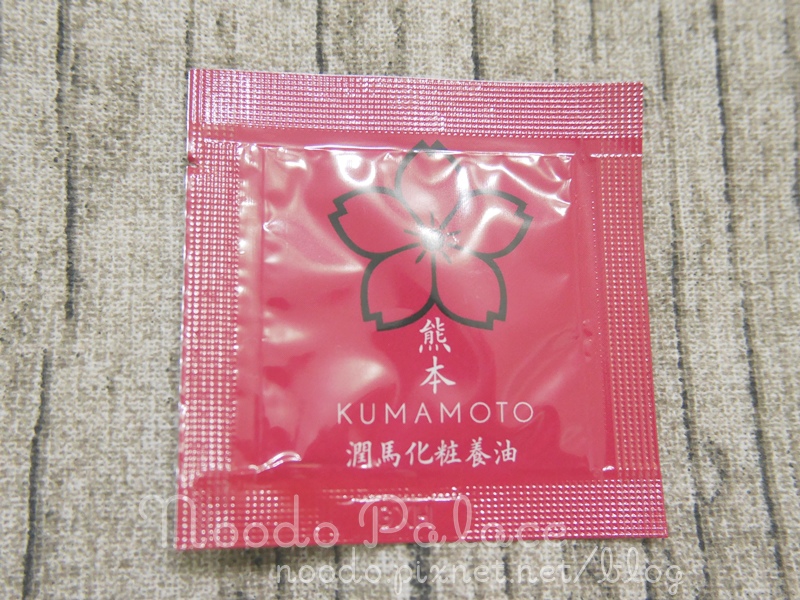 熊
本
KUMAMOTO
潤馬化粧養油
Noodo Palace
noodo.pixnet.net/blog